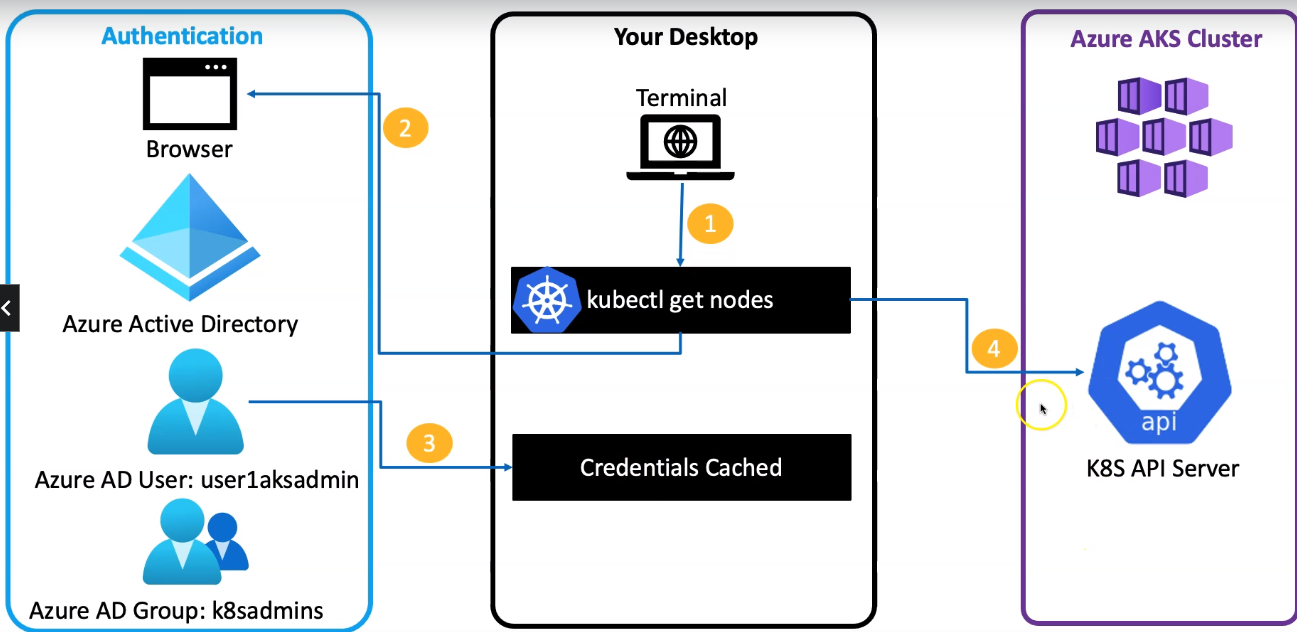 Authentication
Browser
Azure Active Directory
Azure AD User: user1aksadmin
Azure AD Group: k8sadmins
2
3
Your Desktop
Terminal
1
kubectl get nodes
Credentials Cached
4
Azure AKS Cluster
api
K8S API Server